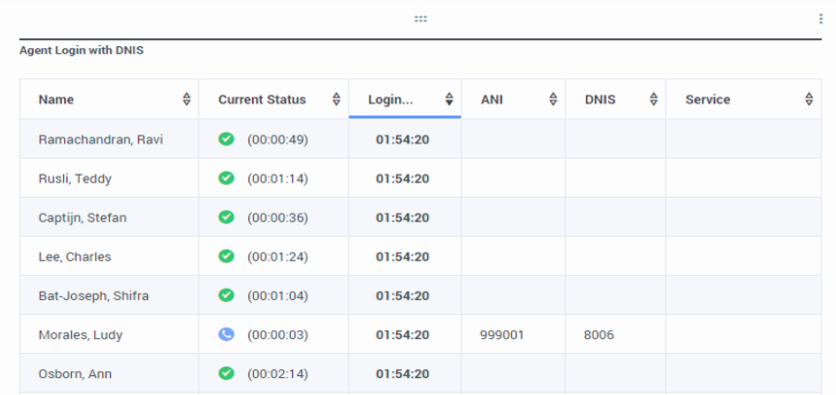 Agent Login with DNIS
Name Current Status Login... ANI DNIS Service
Ramachandran, Ravi (00:00:49) 01:54:20
Rusli, Teddy (00:01:14) 01:54:20
Captijn, Stefan (00:00:36) 01:54:20
Lee, Charles (00:01:24) 01:54:20
Bat-Joseph, Shifra (00:01:04) 01:54:20
Morales, Ludy (00:00:03) 01:54:20 999001 8006
Osborn, Ann (00:02:14) 01:54:20